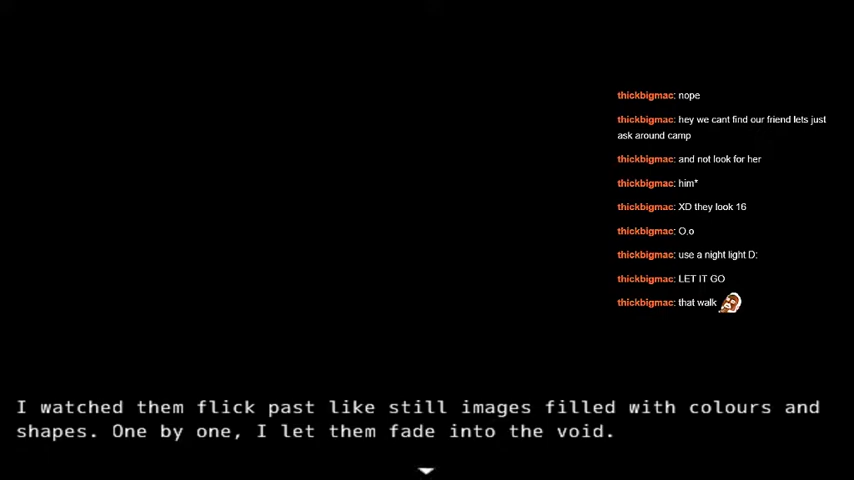 thickbigmac: nope
thickbigmac: hey we cant find our friend lets just
ask around camp
thickbigmac: and not look for her
thickbigmac: him*
thickbigmac: XD they look 16
thickbigmac: O.o
thickbigmac: use a night light D:
thickbigmac: LET IT GO
thickbigmac: that walk
I watched them flick past like still images filled with colours and
shapes. One by one, I let them fade into the void.